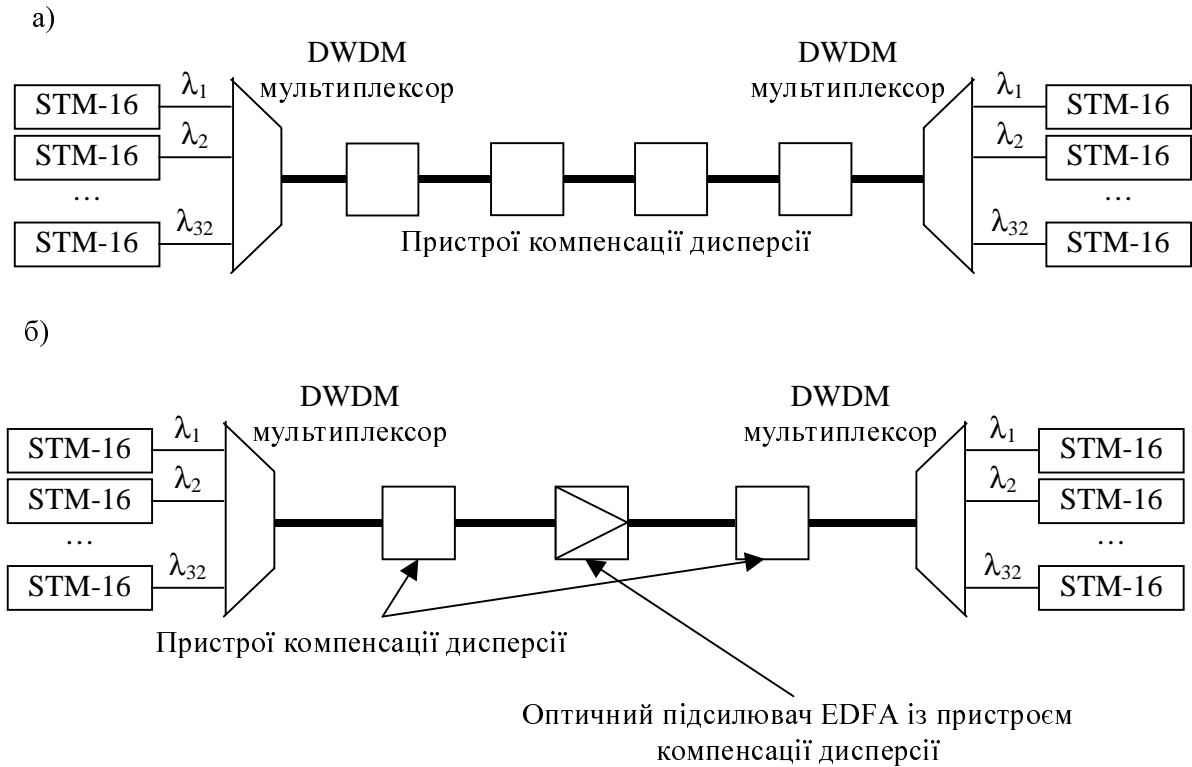 а)
DWDM
мультиплексор
DWDM
мультиплексор
STM-16
λ1
λ1
STM-16
STM-16
λ2
λ2
STM-16
…
…
STM-16
λ32
λ32
STM-16
Пристрої компенсації дисперсії
б)
DWDM
мультиплексор
DWDM
мультиплексор
STM-16
λ1
λ1
STM-16
STM-16
λ2
λ2
STM-16
…
…
STM-16
λ32
λ32
STM-16
Пристрої компенсації дисперсії
Оптичний підсилювач EDFA із пристроєм
компенсації дисперсії